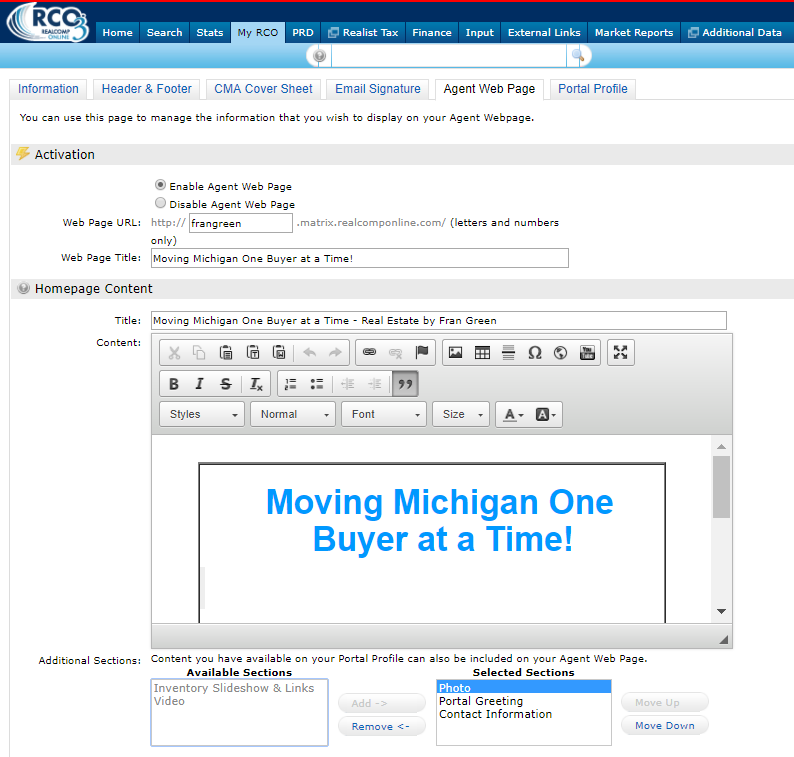 RCO3
REALCOMP
ONLINE
Home Search Stats My RCO PRD Realist Tax Finance Input External Links Market Reports Additional Data
Information Header & Footer CMA Cover Sheet Email Signature Agent Web Page Portal Profile
You can use this page to manage the information that you wish to display on your Agent Webpage.
Activation
Enable Agent Web Page
Disable Agent Web Page
Web Page URL: http:// frangreen .matrix.realcomponline.com/ (letters and numbers
only)
Web Page Title: Moving Michigan One Buyer at a Time!
Homepage Content
Title: Moving Michigan One Buyer at a Time - Real Estate by Fran Green
Content:
You Tube
B I S Tx
Styles Normal Font Size A A
Moving Michigan One
Buyer at a Time!
Additional Sections: Content you have available on your Portal Profile can also be included on your Agent Web Page.
Available Sections Selected Sections
Inventory Slideshow & Links
Video
Add ->
Remove <-
Photo
Portal Greeting
Contact Information
Move Up
Move Down